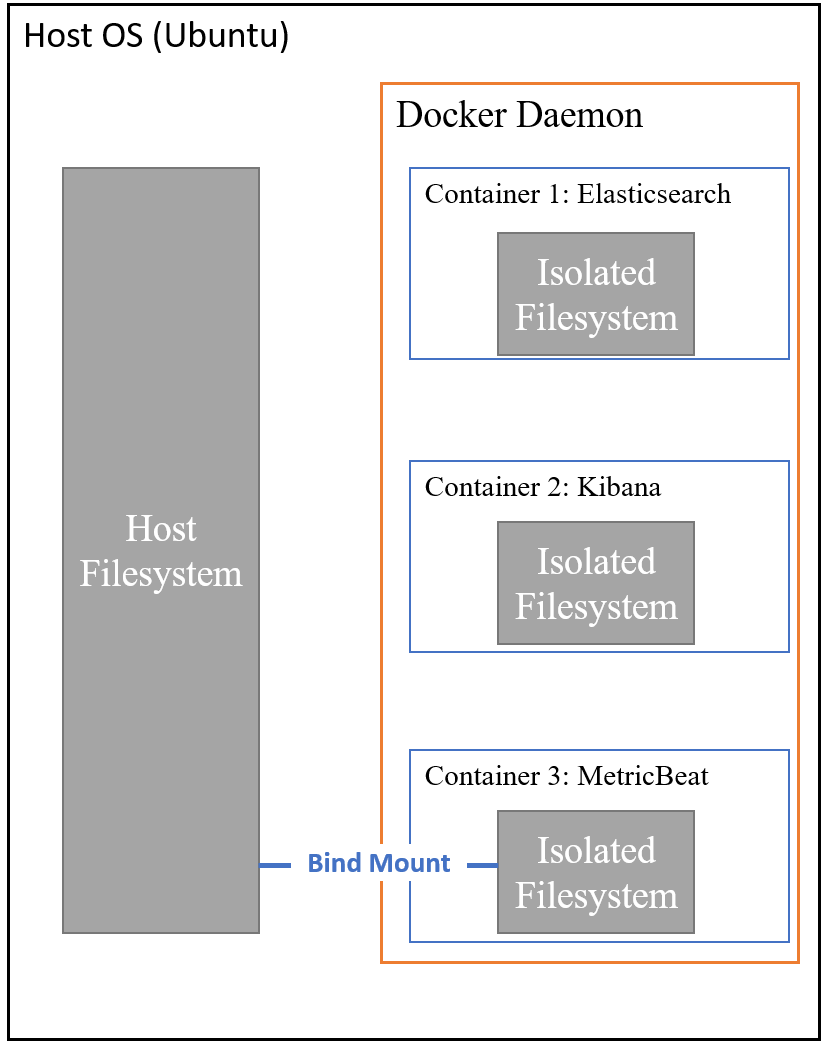 Host OS (Ubuntu)
Docker Daemon
Container 1: Elasticsearch
Isolated
Filesystem
Container 2: Kibana
Isolated
Filesystem
Host
Filesystem
Container 3: MetricBeat
Isolated
Filesystem
Bind Mount